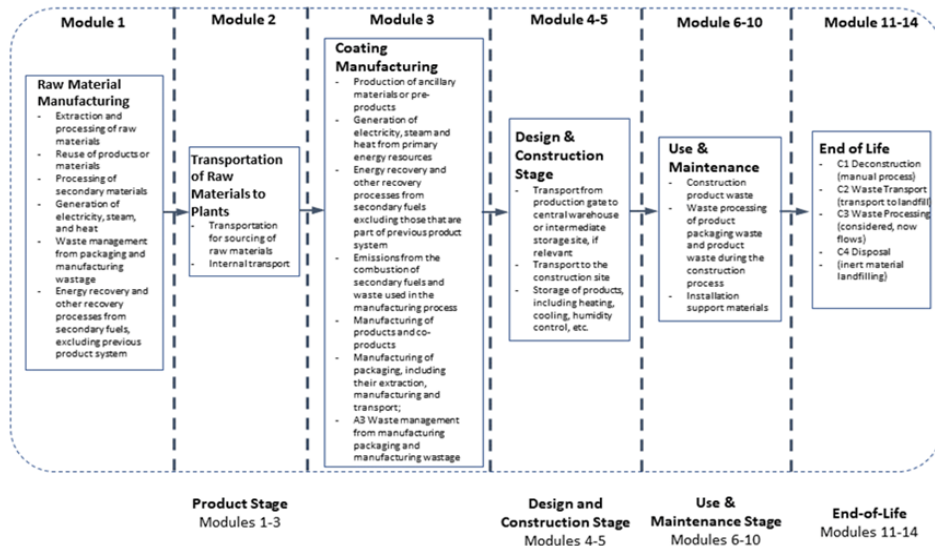 Module 1
Module 2
Module 3
Module 4-5
Module 6-10
Module 11-14
Raw Material
Manufacturing
- Extraction and
processing of raw
materials
- Reuse of products or
materials
- Processing of
secondary materials
- Generation of
electricity, steam,
and heat
- Waste management
from packaging and
manufacturing
wastage
- Energy recovery and
other recovery
processes from
secondary fuels,
excluding previous
product system
Transportation
of Raw
Materials to
Plants
- Transportation
for sourcing of
raw materials
- Internal transport
Coating
Manufacturing
- Production of ancillary
materials or pre-
products
- Generation of
electricity, steam and
heat from primary
energy resources
- Energy recovery and
other recovery
processes from
secondary fuels
excluding those that are
part of previous product
system
- Emissions from the
combustion of
secondary fuels and
waste used in the
manufacturing process
- Manufacturing of
products and co-
products
- Manufacturing of
packaging, including
their extraction,
manufacturing and
transport;
- A3 Waste management
from manufacturing
packaging and
manufacturing wastage
Design &
Construction
Stage
- Transport from
production gate to
central warehouse or
intermediate storage
site, if
relevant
- Transport to the
construction site
- Storage of products,
including heating,
cooling, humidity
control, etc.
Use &
Maintenance
- Construction
product waste
- Waste processing
of product
packaging waste
and product
waste during the
construction
process
- Installation
support materials
End of Life
- C1 Deconstruction
(manual process)
- C2 Waste Transport
(transport to landfill)
- C3 Waste Processing
(considered, now
flows)
- C4 Disposal
(inert material
landfilling)
Product Stage
Modules 1-3
Design and
Construction Stage
Modules 4-5
Use &
Maintenance Stage
Modules 6-10
End-of-Life
Modules 11-14